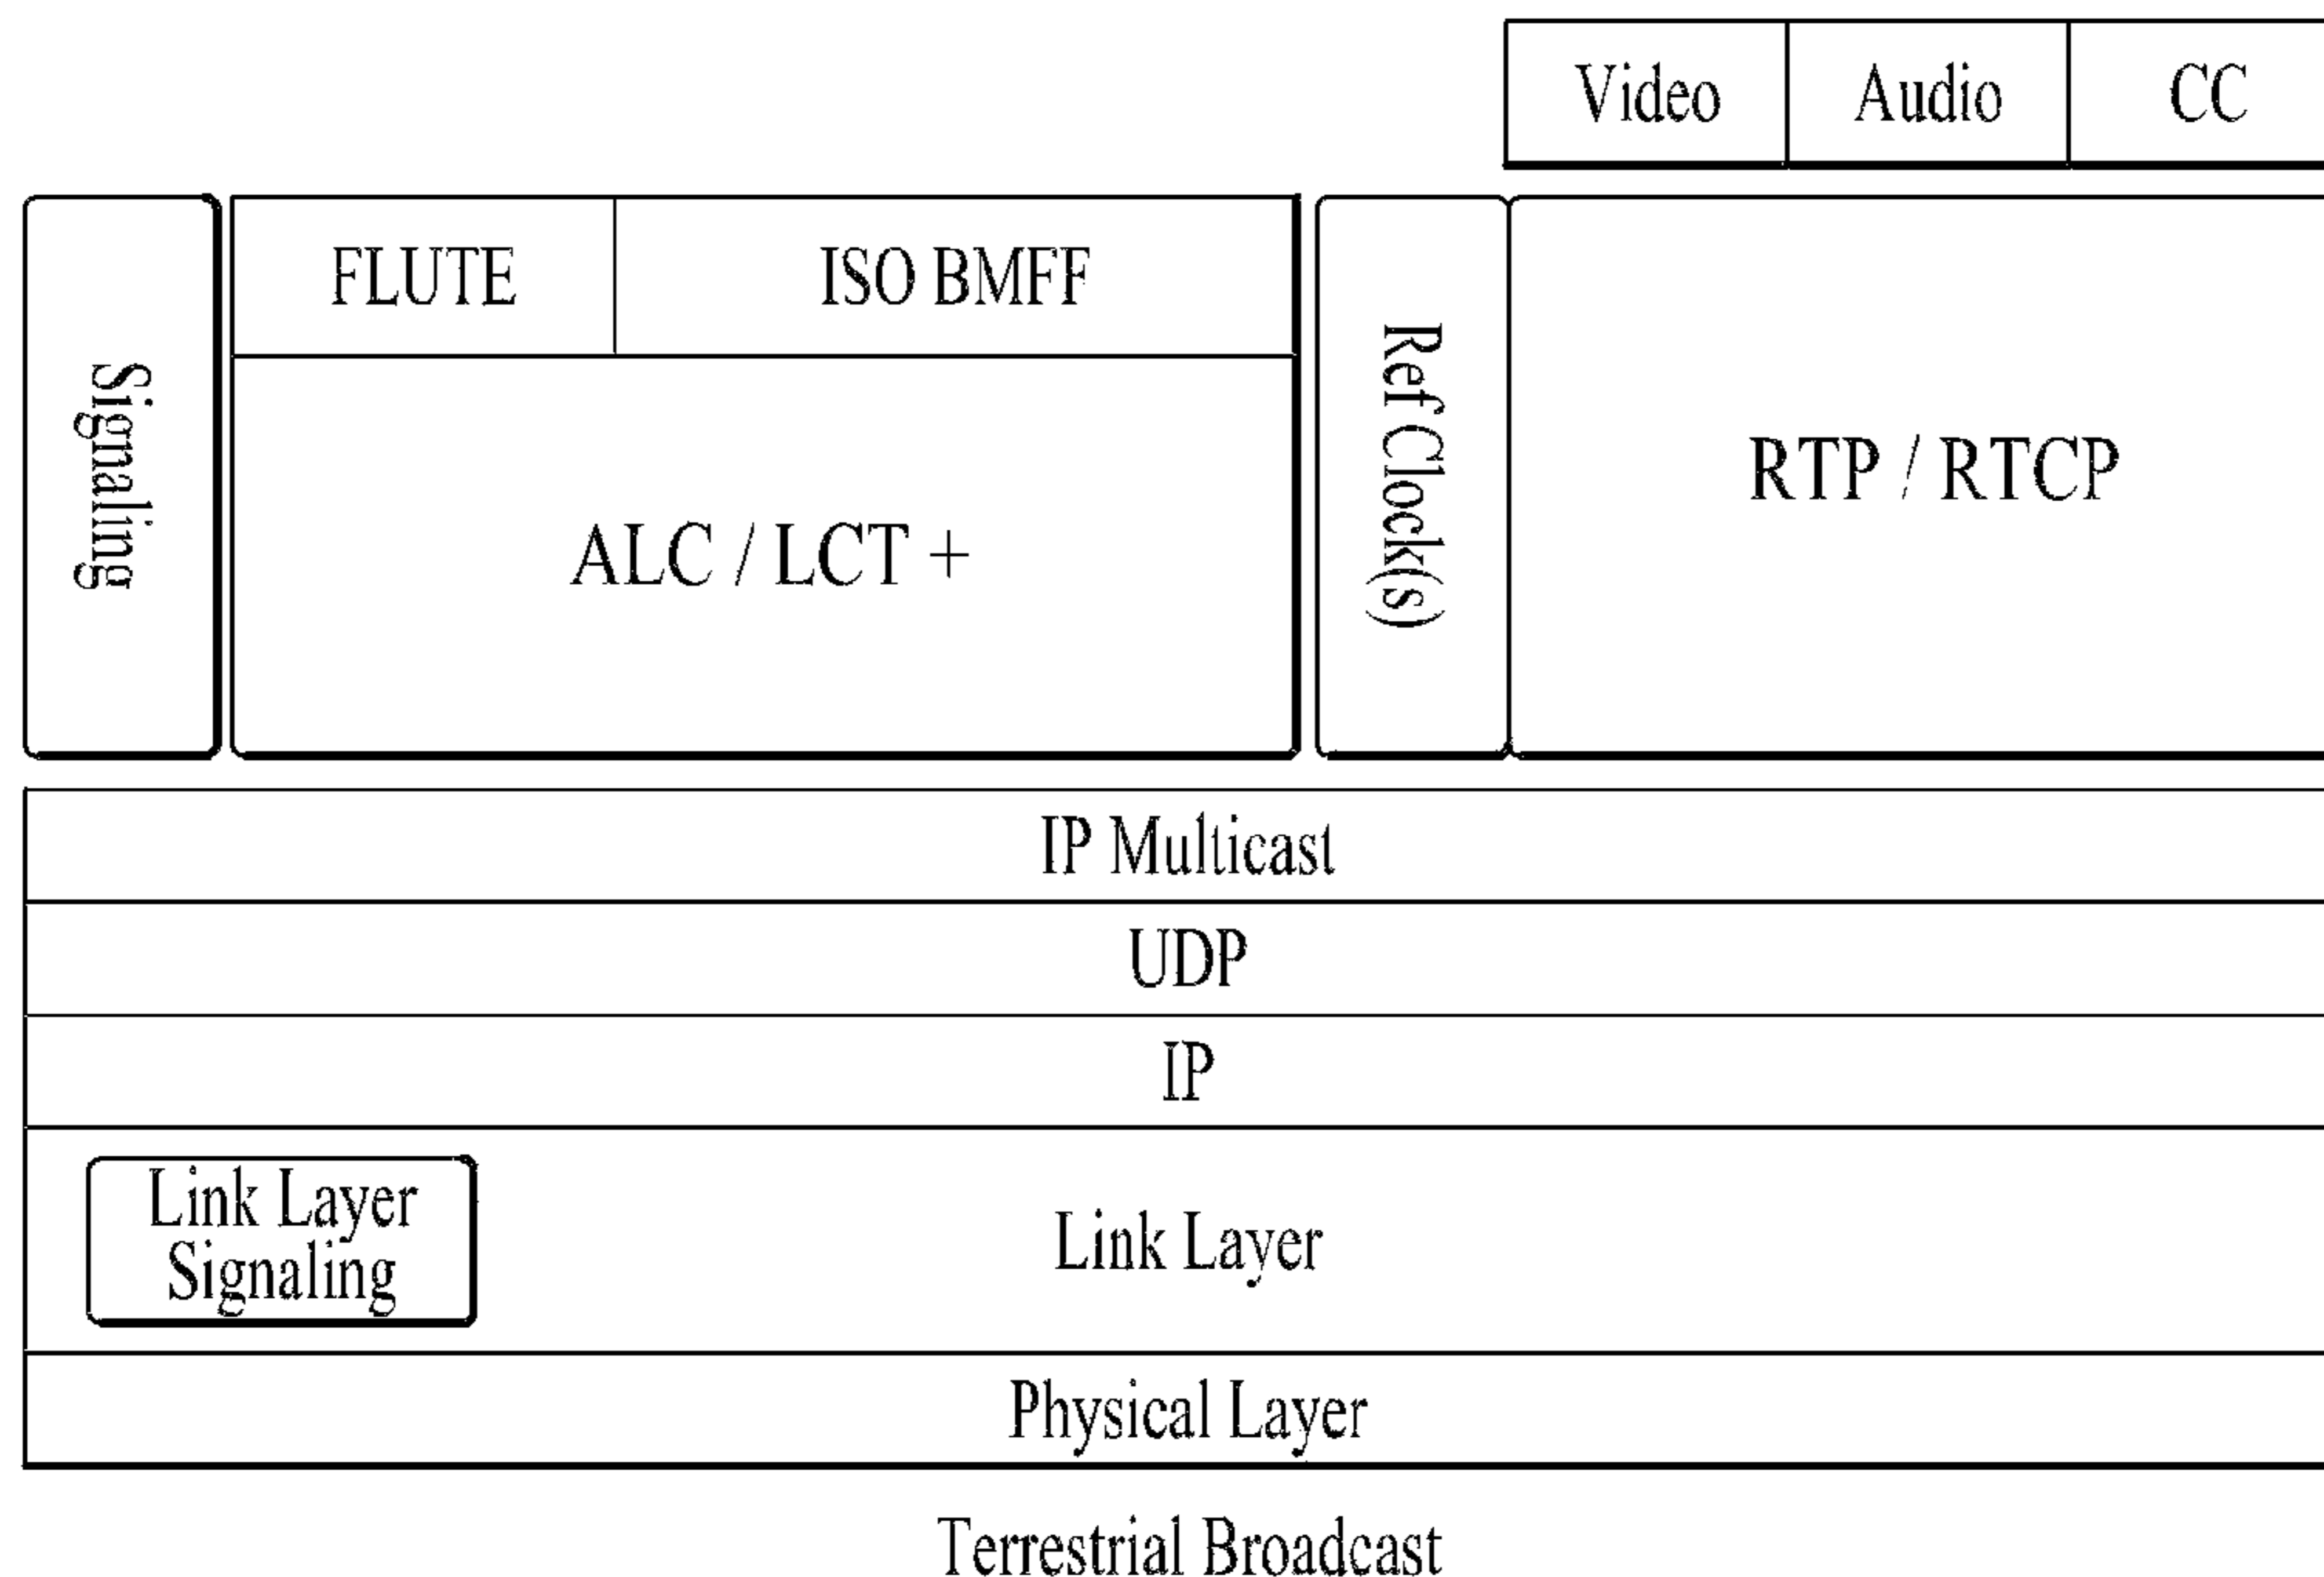 Video
Audio
CC
Signaling
FLUTE
ISO BMFF
ALC / LCT +
Ref Clock(s)
RTP / RTCP
IP Multicast
UDP
IP
Link Layer
Signaling
Link Layer
Physical Layer
Terrestrial Broadcast